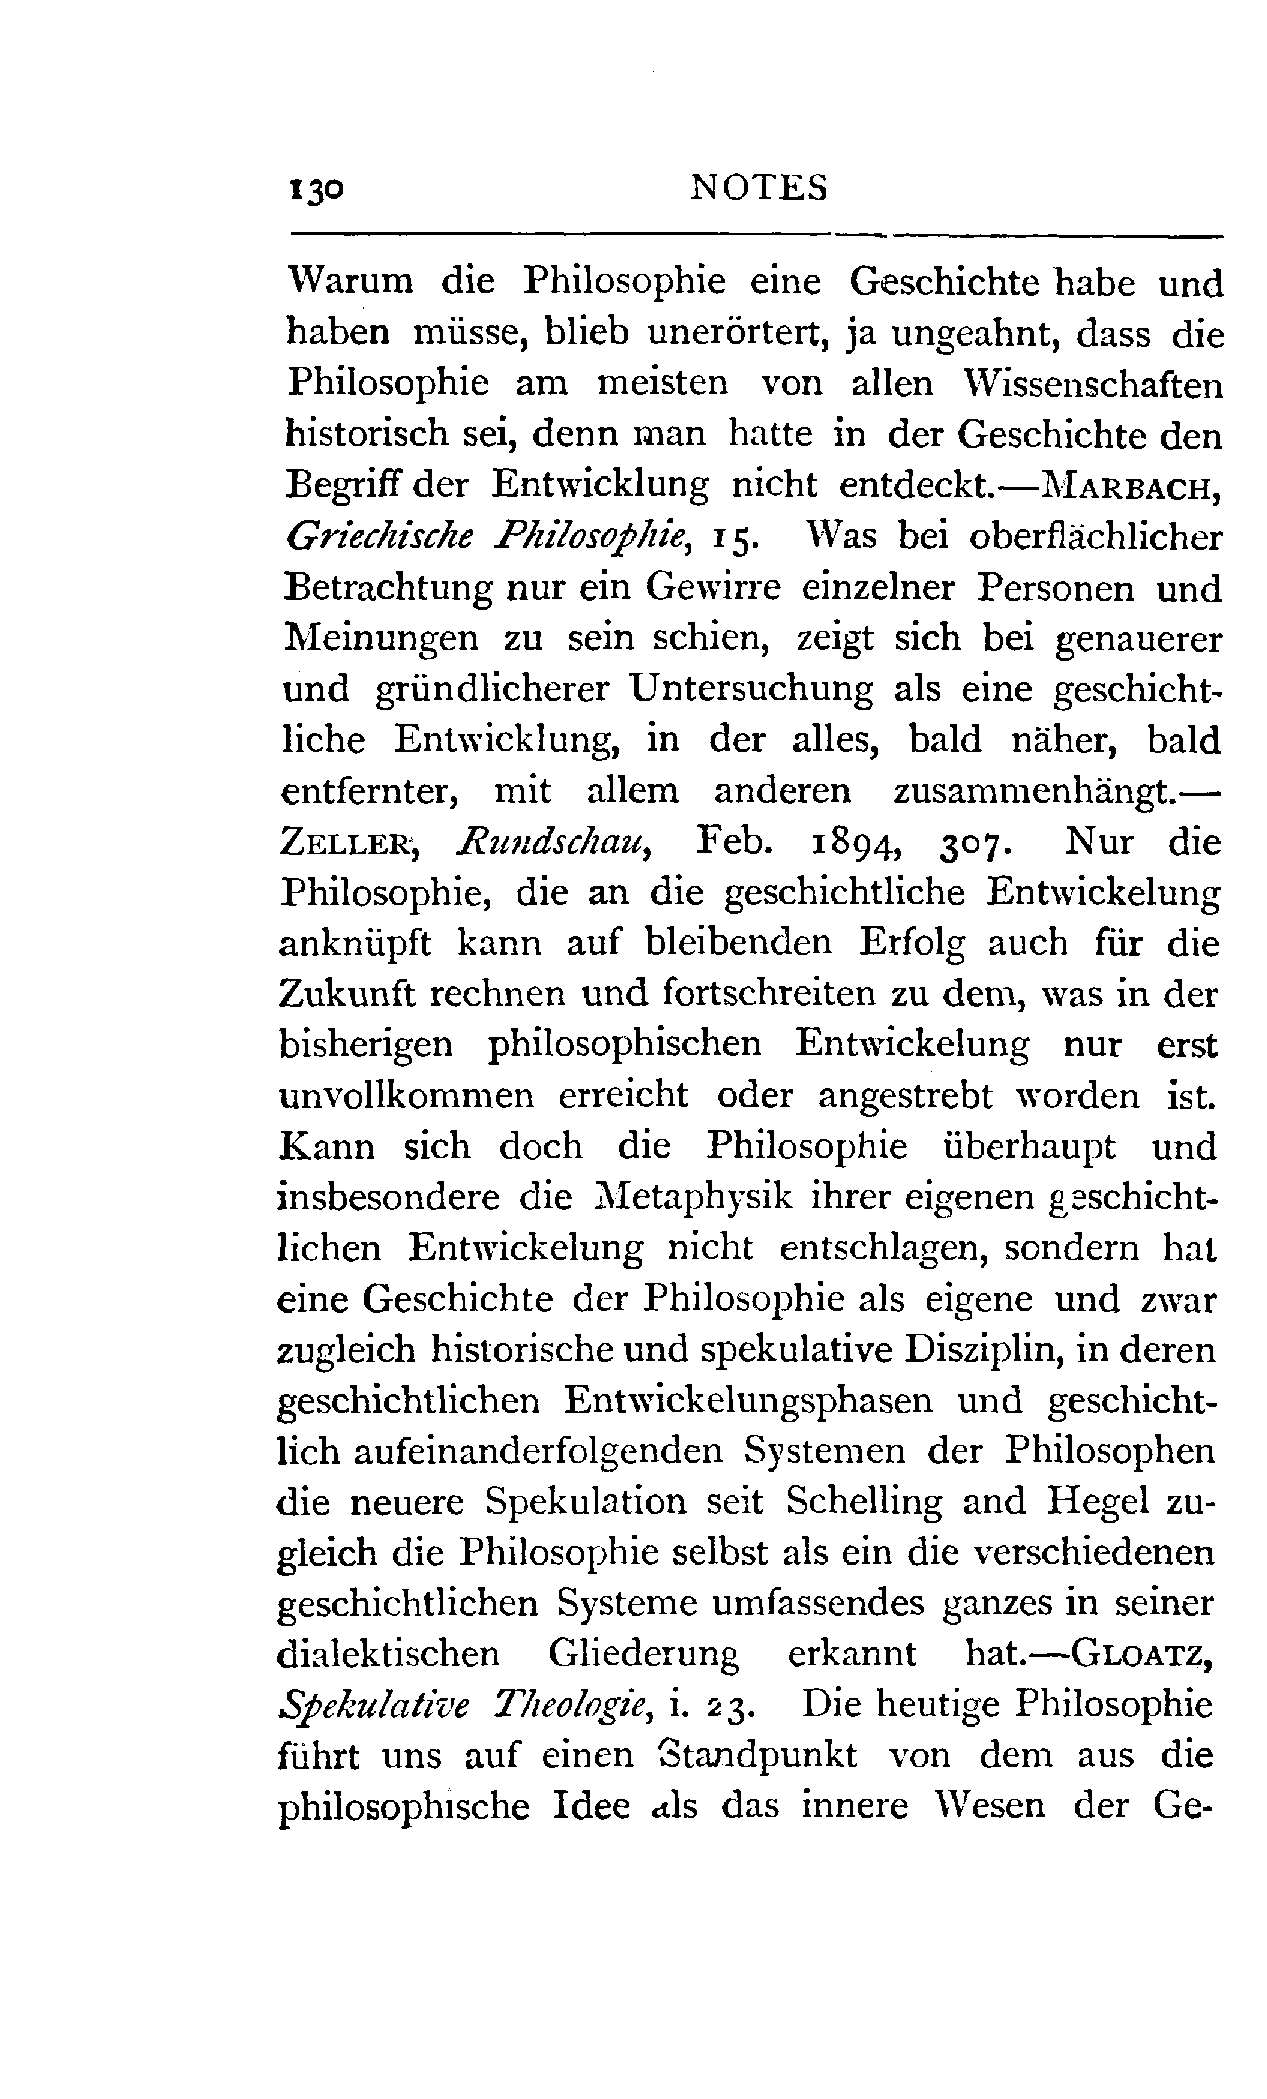 130 NOTES
Warum die Philosophie eine Geschichte habe und
haben müsse, blieb unerörtert, ja ungeahnt, dass die
Philosophie am meisten von allen Wissenschaften
historisch sei, denn man hatte in der Geschichte den
Begriff der Entwicklung nicht entdeckt.—MARBACH,
Griechische Philosophie, 15. Was bei oberflächlicher
Betrachtung nur ein Gewirre einzelner Personen und
Meinungen zu sein schien, zeigt sich bei genauerer
und gründlicherer Untersuchung als eine geschicht-
liche Entwicklung, in der alles, bald näher, bald
entfernter, mit allem anderen zusammenhängt.—
ZELLER, Rundschau, Feb. 1894, 307. Nur die
Philosophie, die an die geschichtliche Entwickelung
anknüpft kann auf bleibenden Erfolg auch für die
Zukunft rechnen und fortschreiten zu dem, was in der
bisherigen philosophischen Entwickelung nur erst
unvollkommen erreicht oder angestrebt worden ist.
Kann sich doch die Philosophie überhaupt und
insbesondere die Metaphysik ihrer eigenen geschicht-
lichen Entwickelung nicht entschlagen, sondern hat
eine Geschichte der Philosophie als eigene und zwar
zugleich historische und spekulative Disziplin, in deren
geschichtlichen Entwickelungsphasen und geschicht-
lich aufeinanderfolgenden Systemen der Philosophen
die neuere Spekulation seit Schelling and Hegel zu-
gleich die Philosophie selbst als ein die verschiedenen
geschichtlichen Systeme umfassendes ganzes in seiner
dialektischen Gliederung erkannt hat.—GLOATZ,
Spekulative Theologie, i. 23. Die heutige Philosophie
führt uns auf einen Standpunkt von dem aus die
philosophische Idee als das innere Wesen der Ge-